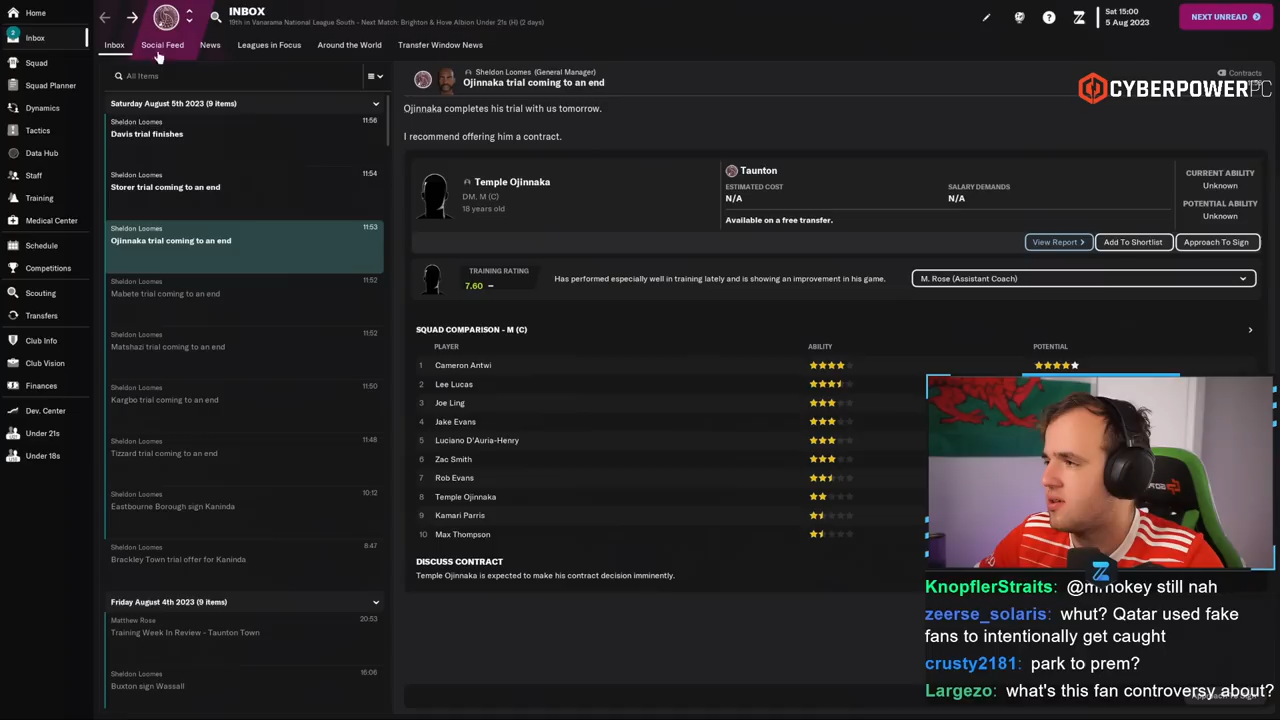 Home
Inbox
2
Squad
Squad Planner
Dynamics
Tactics
Data Hub
Staff
Training
Medical Center
Schedule
Competitions
Scouting
Transfers
Club Info
Club Vision
Finances
Dev. Center
Under 21s
Under 18s
INBOX
19th in Vanarama National League South - Next Match: Brighton & Hove Albion Under 21s (H) (2 days)
Sat 15:00
5 Aug 2023
NEXT UNREAD
Inbox
Social Feed
News
Leagues in Focus
Around the World
Transfer Window News
All Items
Saturday August 5th 2023 (9 items)
Sheldon Loomes 11:56
Davis trial finishes
Sheldon Loomes 11:54
Storer trial coming to an end
Sheldon Loomes 11:53
Ojinnaka trial coming to an end
Sheldon Loomes 11:52
Mabete trial coming to an end
Sheldon Loomes 11:52
Matshazi trial coming to an end
Sheldon Loomes 11:50
Kargbo trial coming to an end
Sheldon Loomes 11:48
Tizzard trial coming to an end
Sheldon Loomes 10:12
Eastbourne Borough sign Kaninda
Sheldon Loomes 8:47
Brackley Town trial offer for Kaninda
Friday August 4th 2023 (9 items)
Matthew Rose 20:53
Training Week In Review - Taunton Town
Sheldon Loomes 16:06
Buxton sign Wassall
Sheldon Loomes (General Manager)
Ojinnaka trial coming to an end
Contracts
CYBERPOWERPC
Ojinnaka completes his trial with us tomorrow.
I recommend offering him a contract.
Temple Ojinnaka
DM, M (C)
18 years old
Taunton
ESTIMATED COST
N/A
SALARY DEMANDS
N/A
Available on a free transfer.
CURRENT ABILITY
Unknown
POTENTIAL ABILITY
Unknown
View Report
Add To Shortlist
Approach To Sign
TRAINING RATING
7.60 –
Has performed especially well in training lately and is showing an improvement in his game.
M. Rose (Assistant Coach)
SQUAD COMPARISON - M (C)
PLAYER ABILITY POTENTIAL
1 Cameron Antwi
2 Lee Lucas
3 Joe Ling
4 Jake Evans
5 Luciano D'Auria-Henry
6 Zac Smith
7 Rob Evans
8 Temple Ojinnaka
9 Kamari Parris
10 Max Thompson
DISCUSS CONTRACT
Temple Ojinnaka is expected to make his contract decision imminently.
KnopflerStraits: @mmokey still nah
zeerse_solaris: whut? Qatar used fake
fans to intentionally get caught
crusty2181: park to prem?
Largezo: what's this fan controversy about?